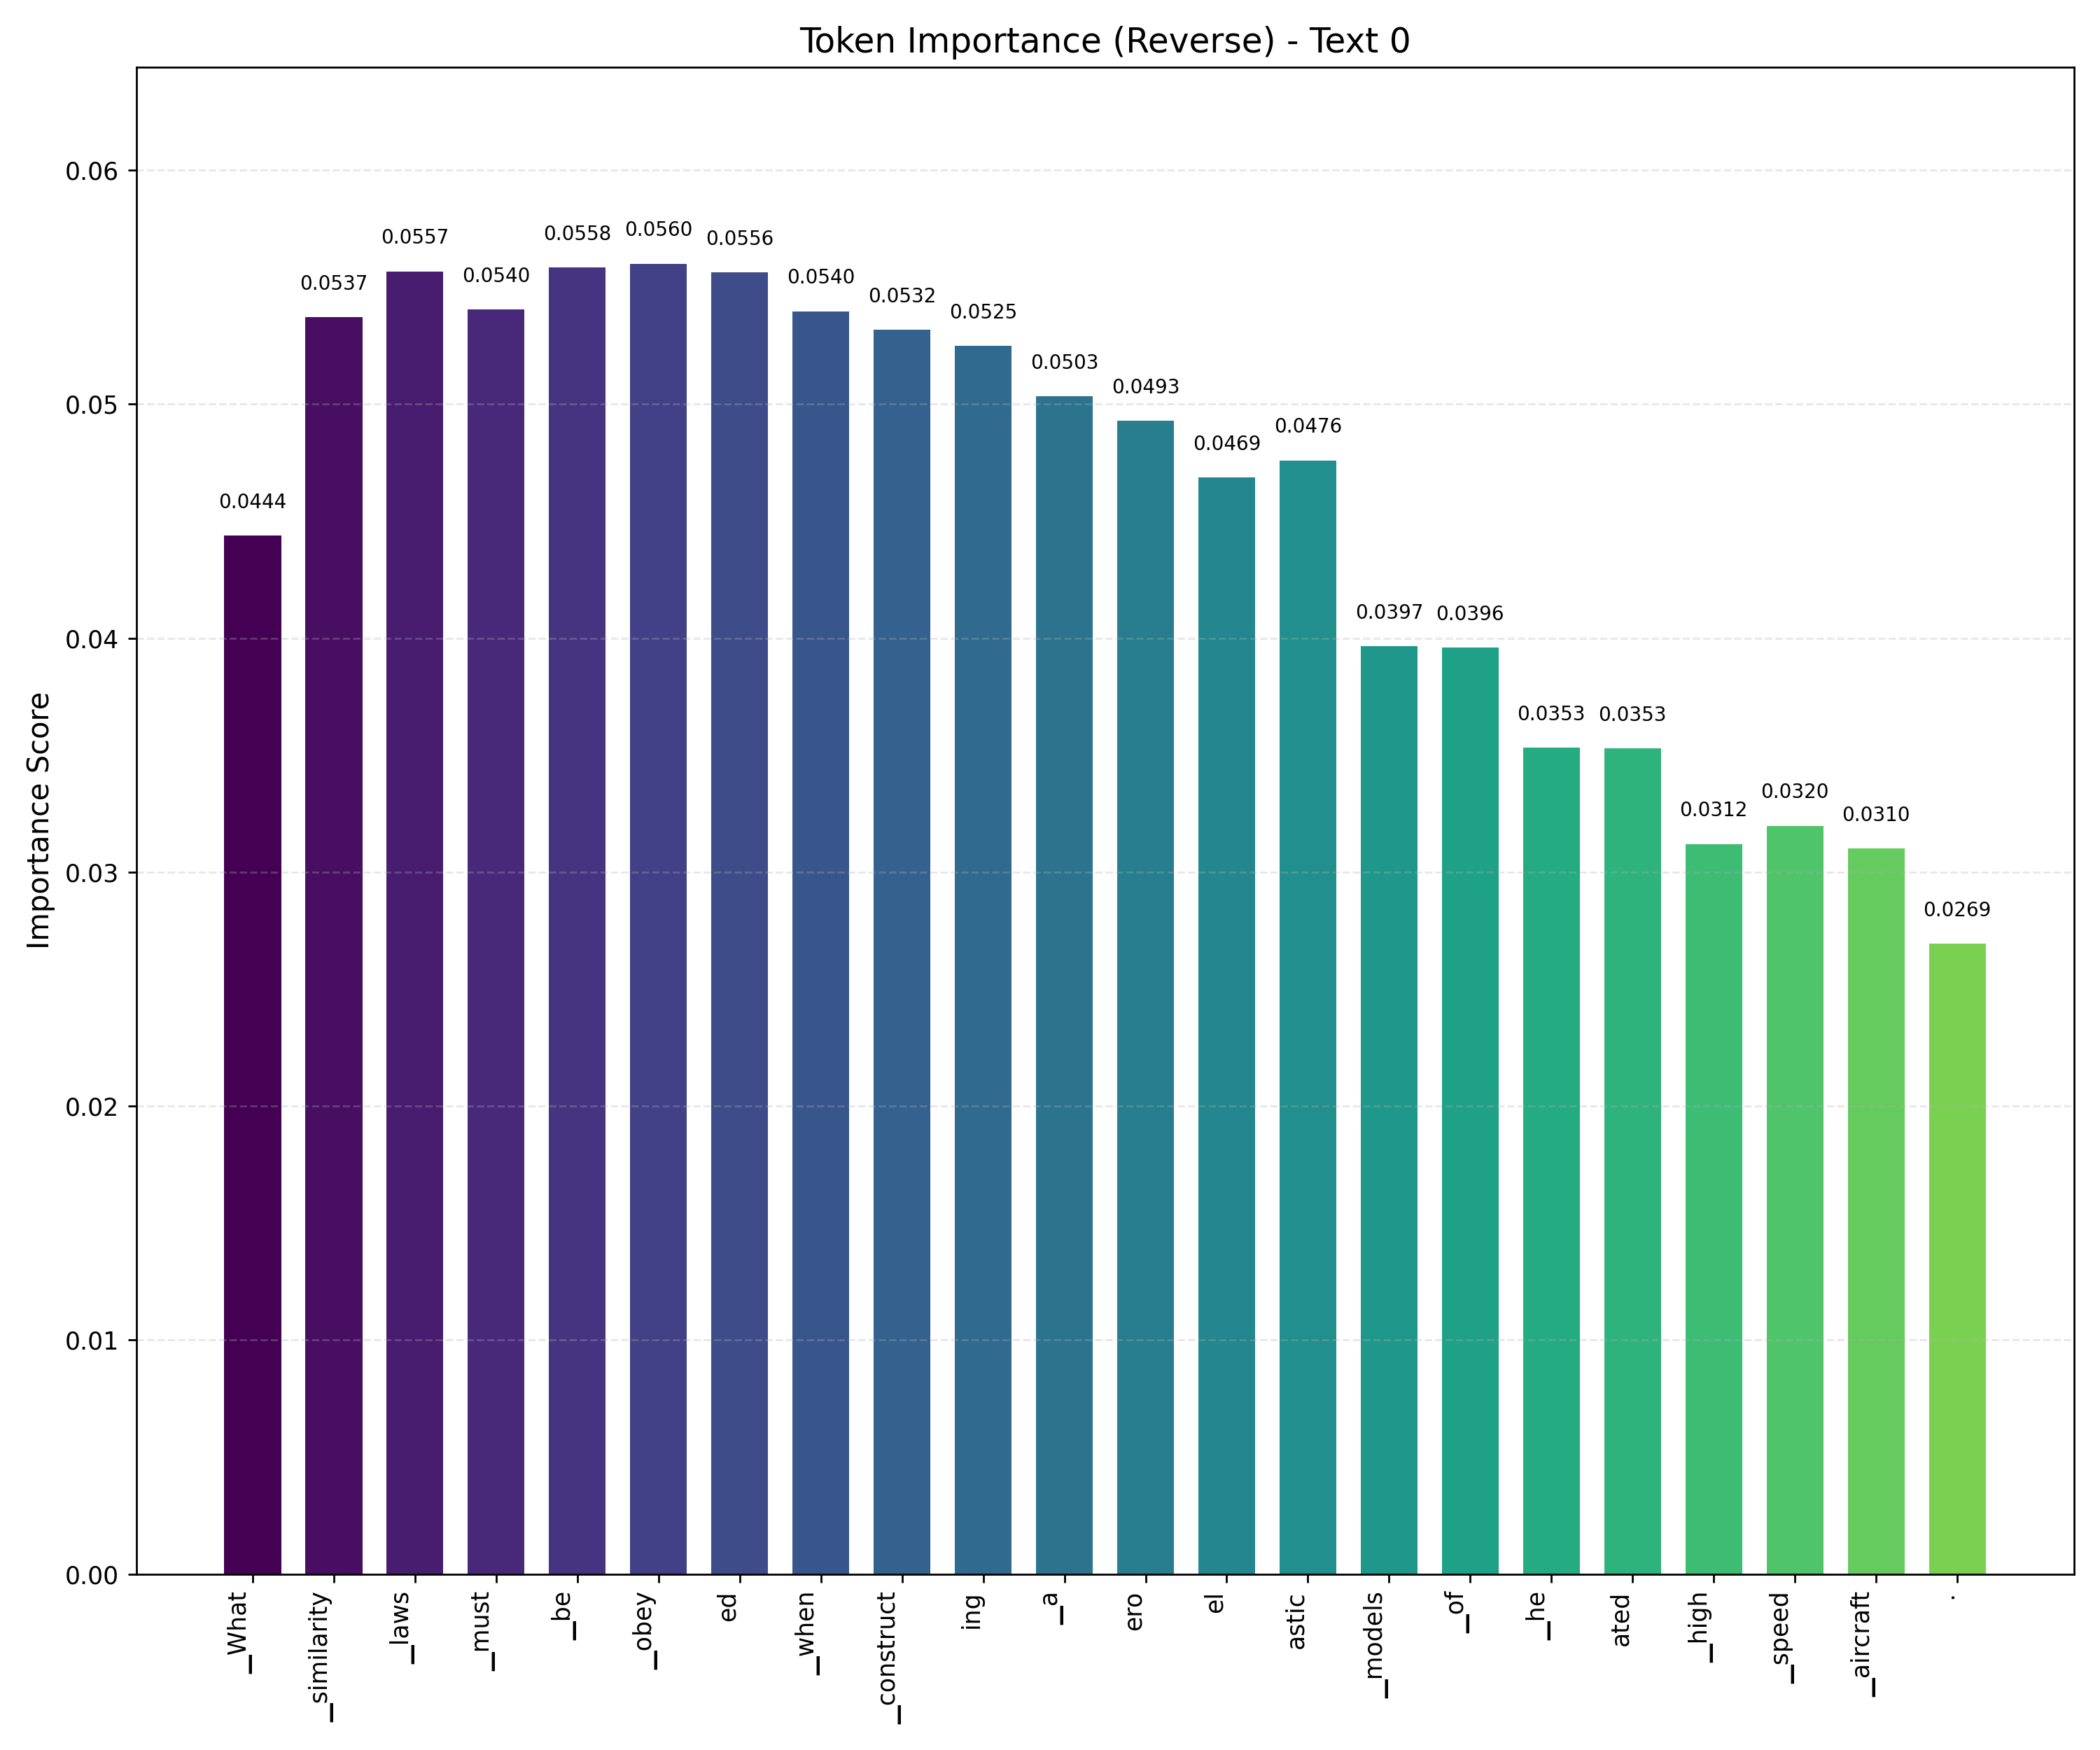 Token Importance (Reverse) - Text 0
Importance Score
0.06
0.05
0.04
0.03
0.02
0.01
0.00
0.0444
0.0537
0.0557
0.0540
0.0558
0.0560
0.0556
0.0540
0.0532
0.0525
0.0503
0.0493
0.0469
0.0476
0.0397
0.0396
0.0353
0.0353
0.0312
0.0320
0.0310
0.0269
▁What
▁similarity
▁laws
▁must
▁be
▁obey
ed
▁when
▁construct
ing
▁a
ero
el
astic
▁models
▁of
▁he
ated
▁high
▁speed
▁aircraft
.